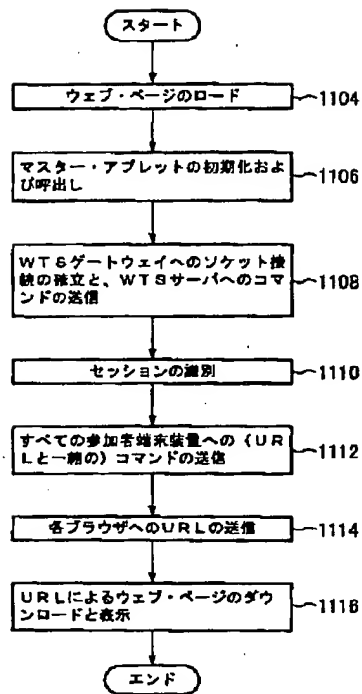 スタート
ウェブ・ページのロード
1104
マスター・アプレットの初期化およ
び呼出し
1106
WTSゲートウェイへのソケット接
続の確立と、WTSサーバへのコマ
ンドの送信
1108
セッションの識別
1110
すべての参加者端末装置への(UR
Lと一緒の)コマンドの送信
1112
各ブラウザへのURLの送信
1114
URLによるウェブ・ページのダウ
ンロードと表示
1116
エンド